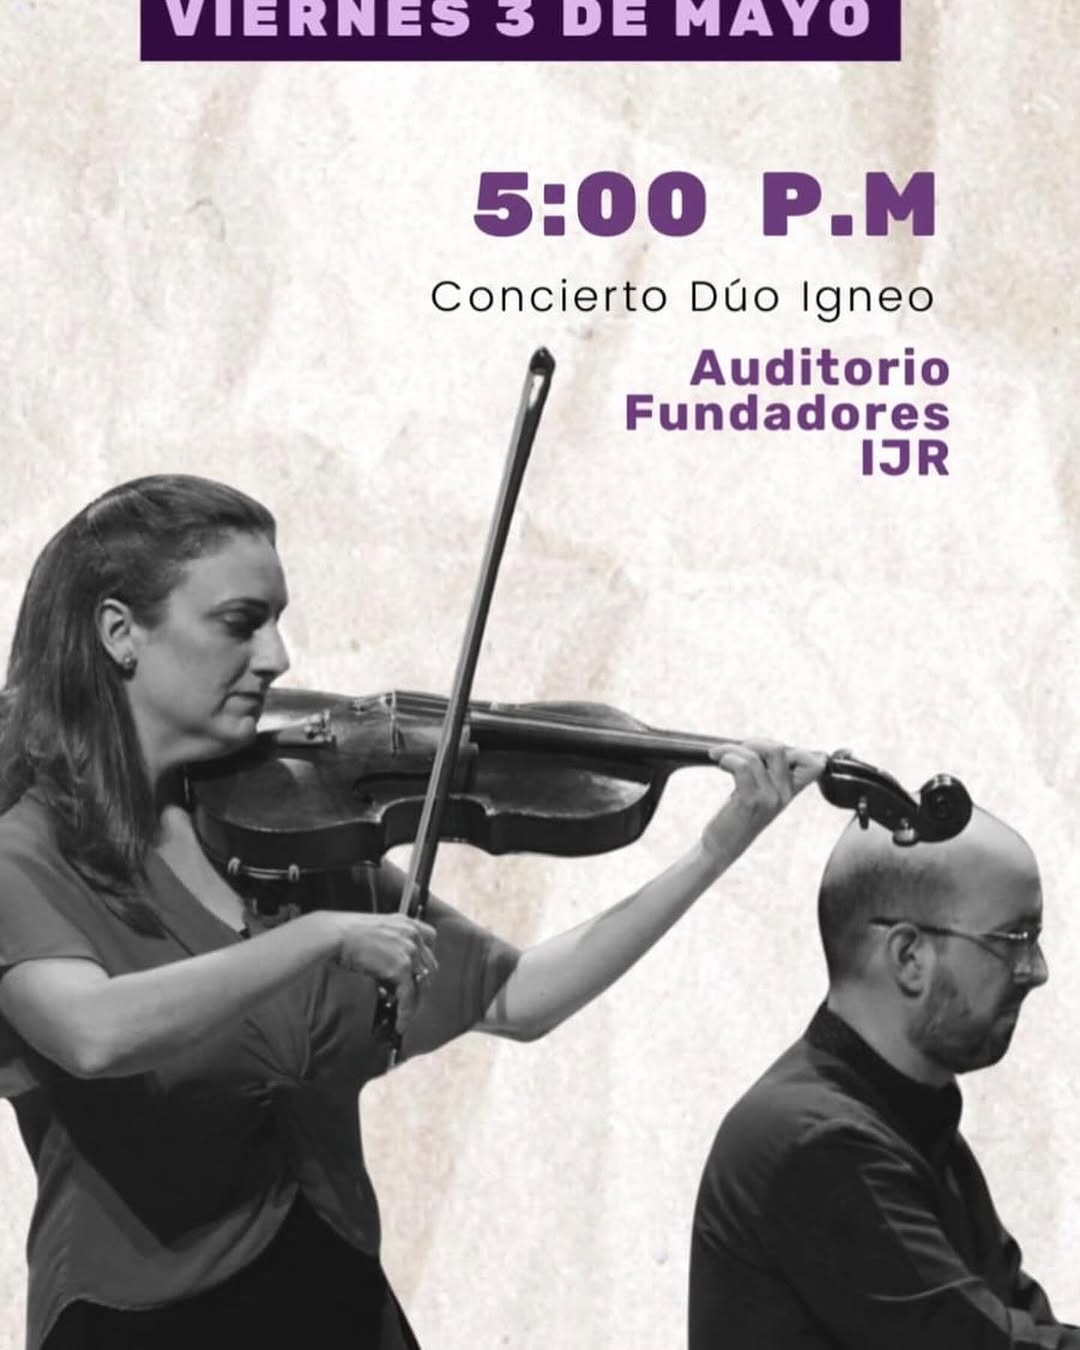 VIERNES 3 DE MAYO
5:00 P.M
Concierto Dúo Igneo
Auditorio
Fundadores
IJR